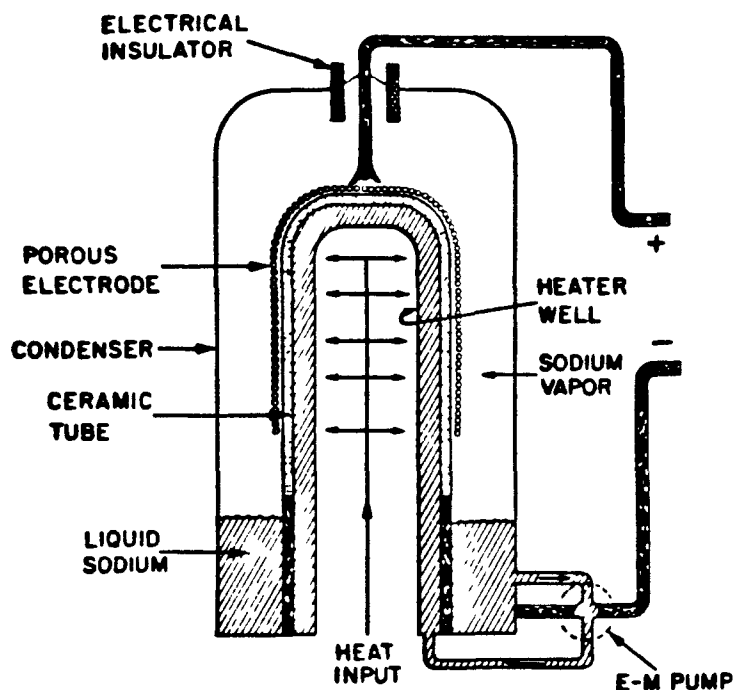 ELECTRICAL
INSULATOR
+
POROUS
ELECTRODE
HEATER
WELL
CONDENSER
−
SODIUM
VAPOR
CERAMIC
TUBE
LIQUID
SODIUM
HEAT
INPUT
E-M PUMP